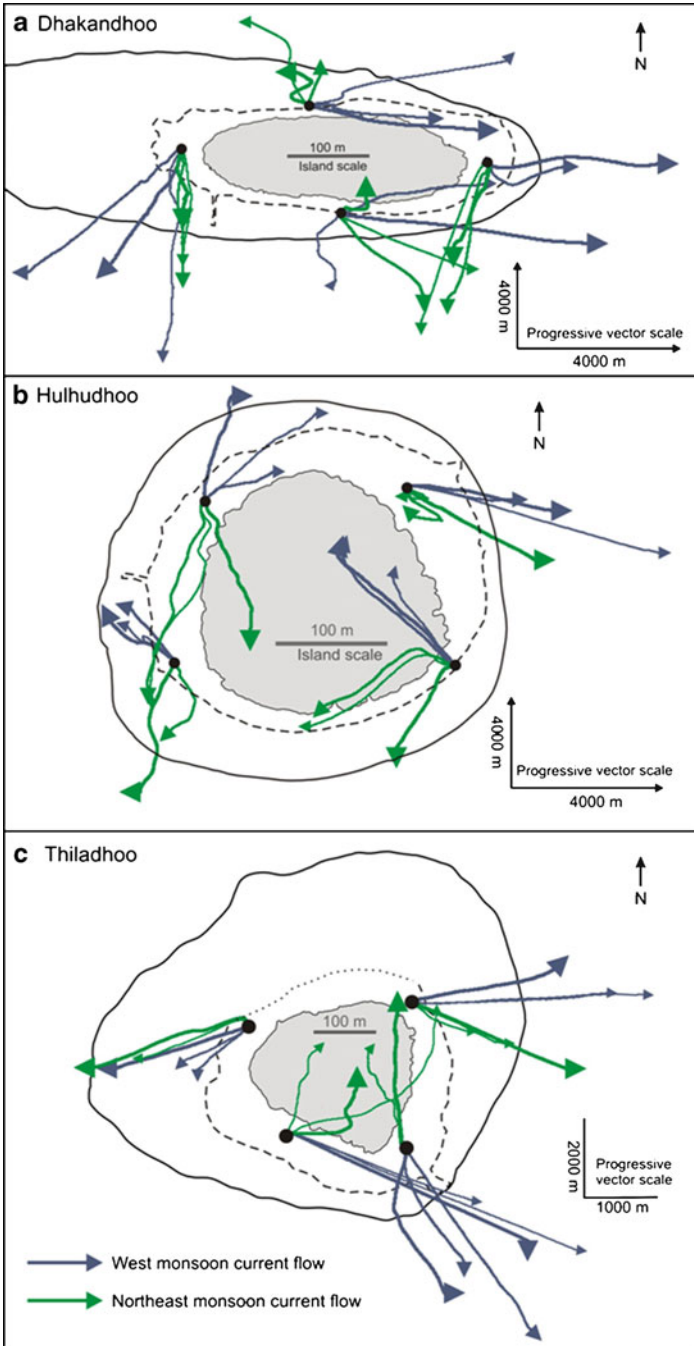 a Dhakandhoo
N
100 m
Island scale
4000 m
Progressive vector scale
4000 m
b Hulhudhoo
N
100 m
Island scale
4000 m
Progressive vector scale
4000 m
c Thiladhoo
N
100 m
2000 m
Progressive
vector scale
1000 m
West monsoon current flow
Northeast monsoon current flow